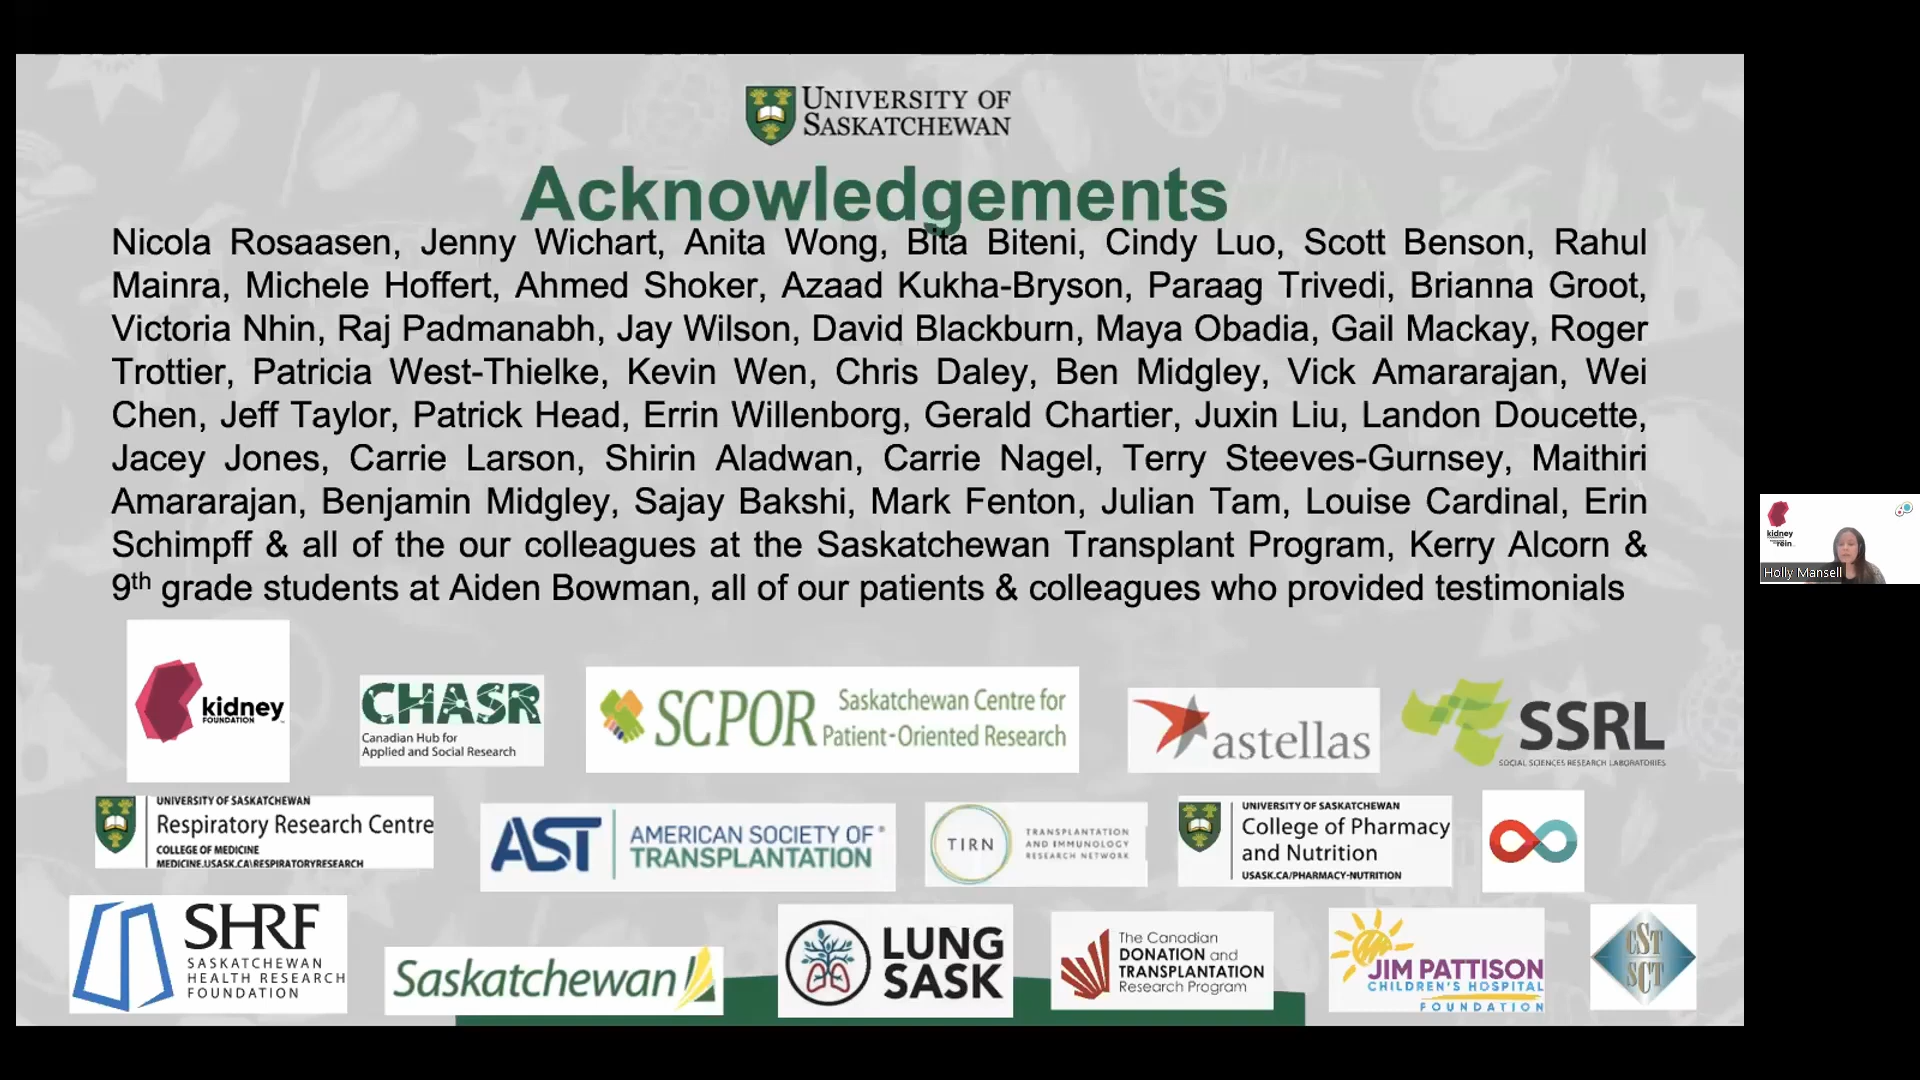 UNIVERSITY OF
SASKATCHEWAN
Acknowledgements
Nicola Rosaasen, Jenny Wichart, Anita Wong, Bita Biteni, Cindy Luo, Scott Benson, Rahul
Mainra, Michele Hoffert, Ahmed Shoker, Azaad Kukha-Bryson, Paraag Trivedi, Brianna Groot,
Victoria Nhin, Raj Padmanabh, Jay Wilson, David Blackburn, Maya Obadia, Gail Mackay, Roger
Trottier, Patricia West-Thielke, Kevin Wen, Chris Daley, Ben Midgley, Vick Amararajan, Wei
Chen, Jeff Taylor, Patrick Head, Errin Willenborg, Gerald Chartier, Juxin Liu, Landon Doucette,
Jacey Jones, Carrie Larson, Shirin Aladwan, Carrie Nagel, Terry Steeves-Gurnsey, Maithiri
Amararajan, Benjamin Midgley, Sajay Bakshi, Mark Fenton, Julian Tam, Louise Cardinal, Erin
Schimpff & all of the our colleagues at the Saskatchewan Transplant Program, Kerry Alcorn &
9th grade students at Aiden Bowman, all of our patients & colleagues who provided testimonials
kidney
FOUNDATION
CHASR
Canadian Hub for
Applied and Social Research
SCPOR
Saskatchewan Centre for
Patient-Oriented Research
astellas
SSRL
SOCIAL SCIENCES RESEARCH LABORATORIES
UNIVERSITY OF SASKATCHEWAN
Respiratory Research Centre
COLLEGE OF MEDICINE
MEDICINE.USASK.CA\RESPIRATORYRESEARCH
AST
AMERICAN SOCIETY OF
TRANSPLANTATION
TIRN
TRANSPLANTATION
AND IMMUNOLOGY
RESEARCH NETWORK
UNIVERSITY OF SASKATCHEWAN
College of Pharmacy
and Nutrition
USASK.CA/PHARMACY-NUTRITION
SHRF
SASKATCHEWAN
HEALTH RESEARCH
FOUNDATION
Saskatchewan
LUNG
SASK
The Canadian
DONATION and
TRANSPLANTATION
Research Program
JIM PATTISON
CHILDREN'S HOSPITAL
FOUNDATION
CST
SCT
kidney
rein
Holly Mansell